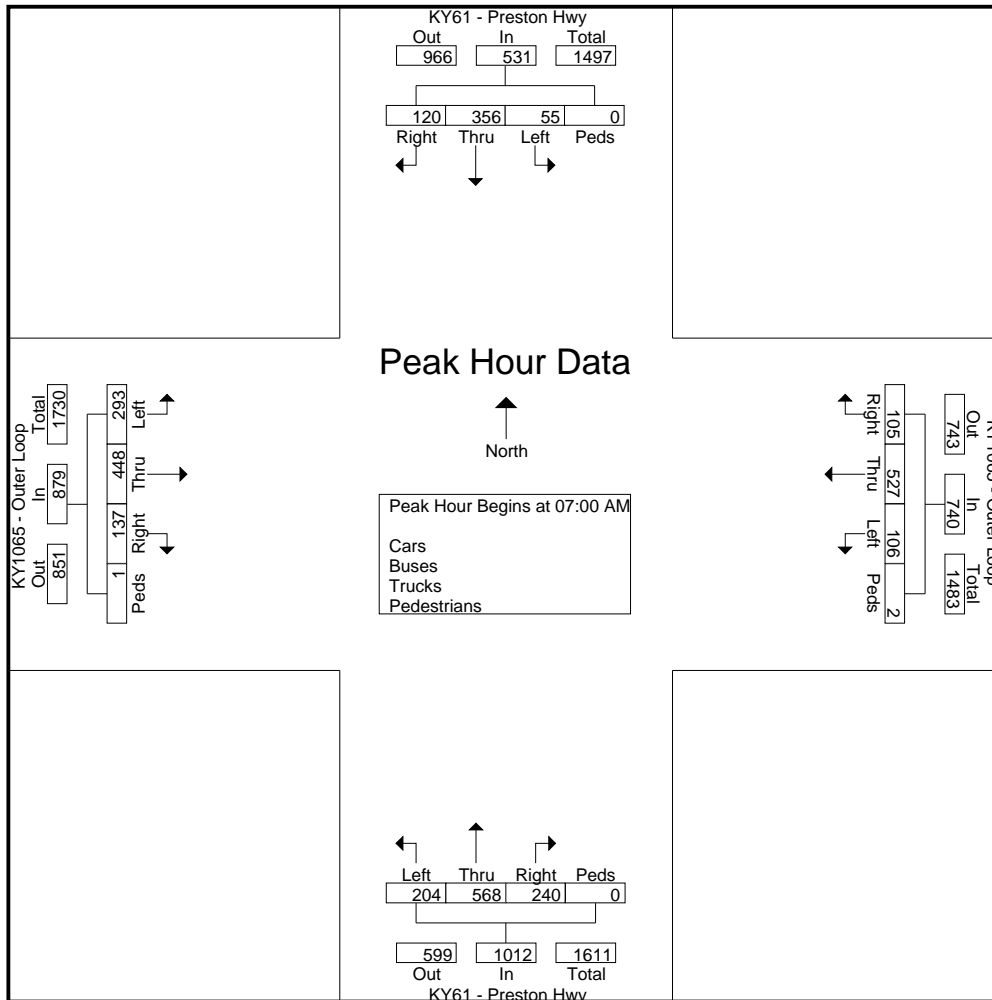 KY61 - Preston Hwy
Out In Total
966 531 1497
120 356 55 0
Right Thru Left Peds
Peak Hour Data
North
Peak Hour Begins at 07:00 AM
Cars
Buses
Trucks
Pedestrians
KY1065 - Outer Loop
Out In Total
851 879 1730
Left Thru Right Peds
293 448 137 1
Outer Loop
Out In Total
743 740 1483
Right Thru Left Peds
105 527 106 2
Left Thru Right Peds
204 568 240 0
599 1012 1611
Out In Total
KY61 - Preston Hwy